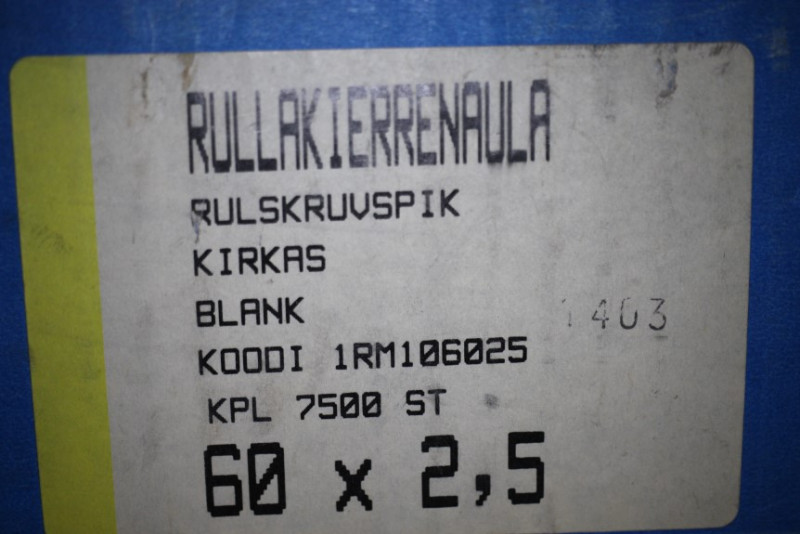 RULLAKIERRENAULA
RULSKRUVSPIK
KIRKAS
BLANK
1403
KOODI 1RM106025
KPL 7500 ST
60 x 2,5